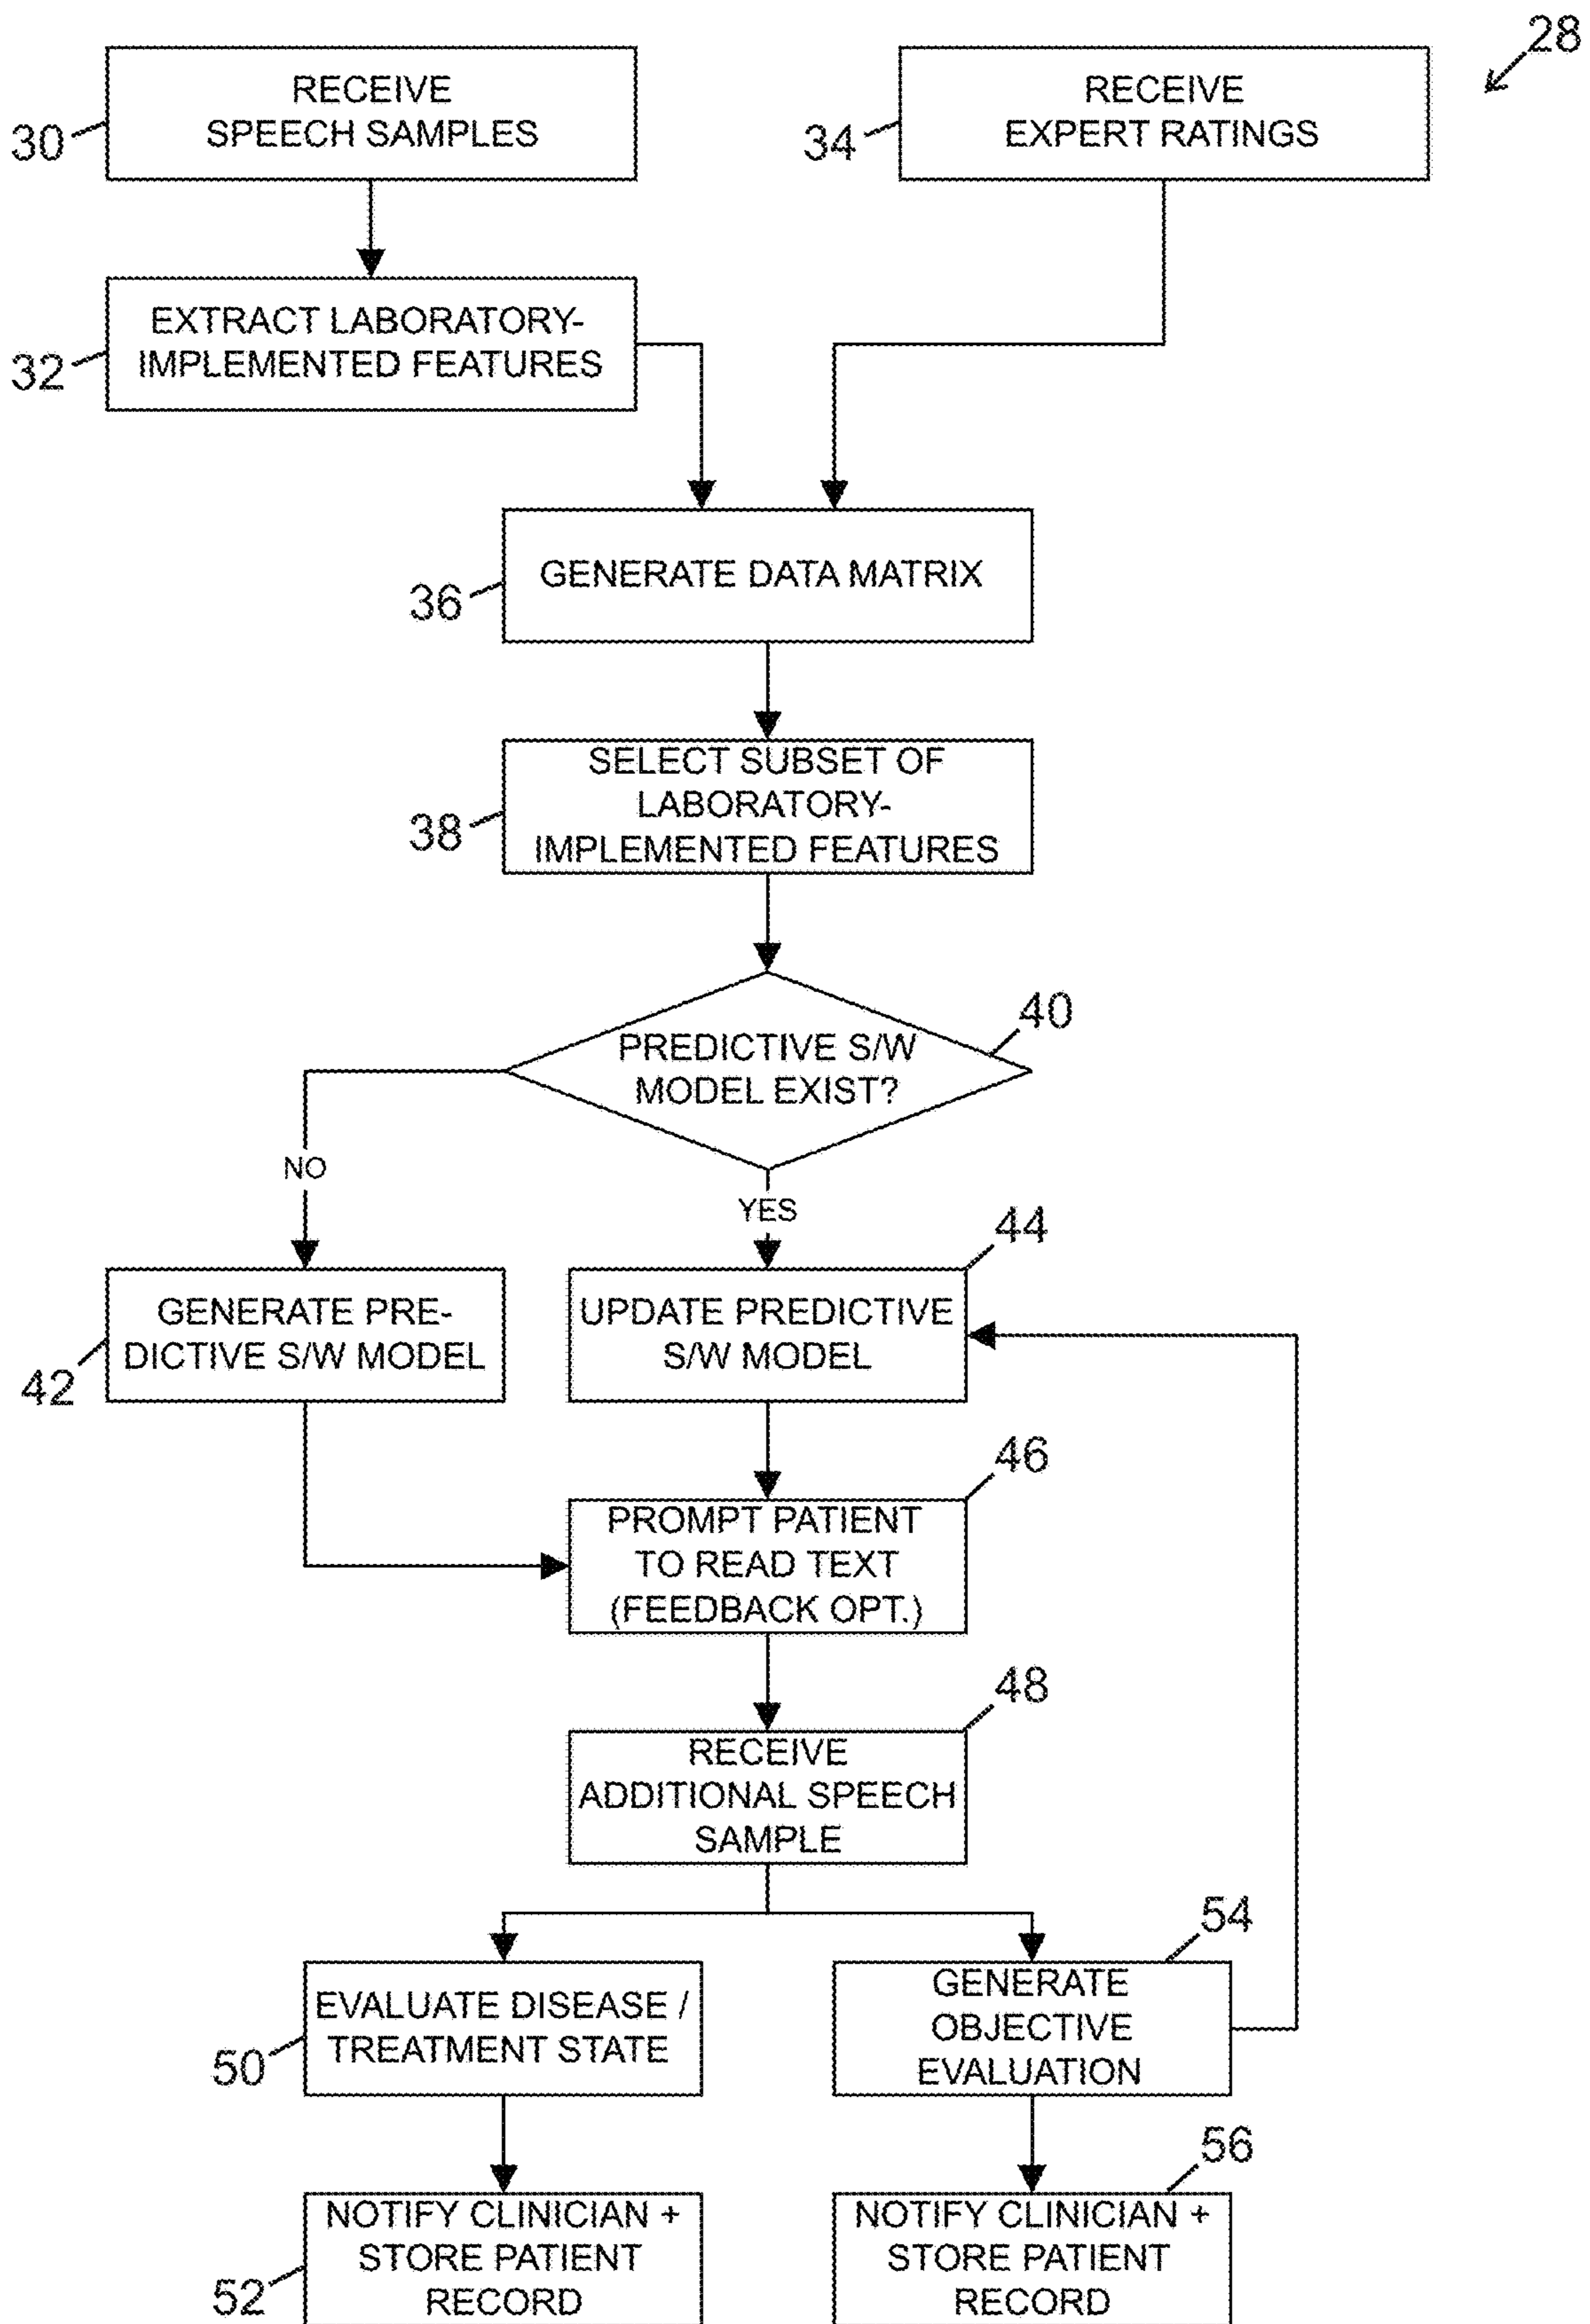 28
RECEIVE
SPEECH SAMPLES
30
RECEIVE
EXPERT RATINGS
34
EXTRACT LABORATORY-
IMPLEMENTED FEATURES
32
GENERATE DATA MATRIX
36
SELECT SUBSET OF
LABORATORY-
IMPLEMENTED FEATURES
38
40
PREDICTIVE S/W
MODEL EXIST?
NO
YES
44
GENERATE PRE-
DICTIVE S/W MODEL
42
UPDATE PREDICTIVE
S/W MODEL
46
PROMPT PATIENT
TO READ TEXT
(FEEDBACK OPT.)
48
RECEIVE
ADDITIONAL SPEECH
SAMPLE
54
EVALUATE DISEASE /
TREATMENT STATE
50
GENERATE
OBJECTIVE
EVALUATION
56
NOTIFY CLINICIAN +
STORE PATIENT
RECORD
52
NOTIFY CLINICIAN +
STORE PATIENT
RECORD